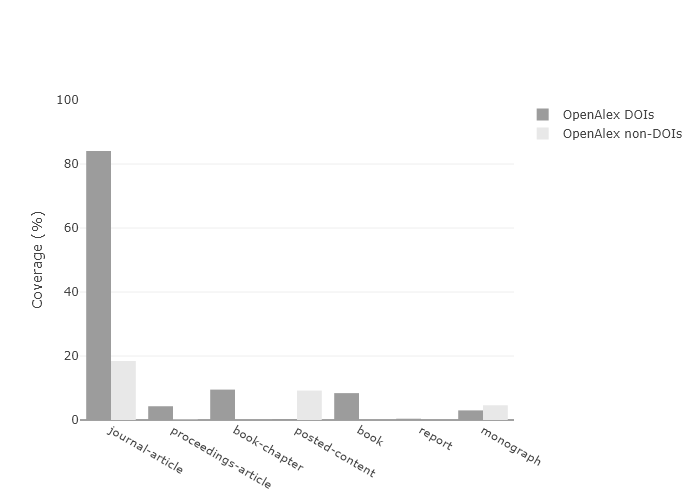 100
80
60
40
20
0
Coverage (%)
journal-article
proceedings-article
book-chapter
posted-content
book
report
monograph
OpenAlex DOIs
OpenAlex non-DOIs